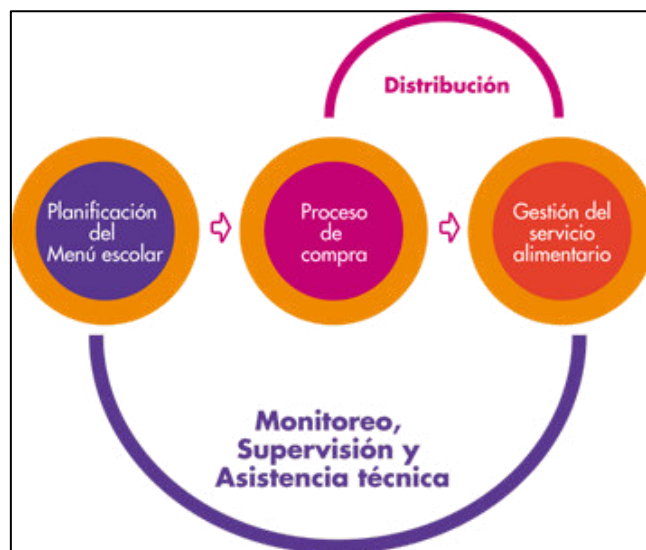 Distribución
Planificación
del
Menú escolar
Proceso
de
compra
Gestión del
servicio
alimentario
Monitoreo,
Supervisión y
Asistencia técnica